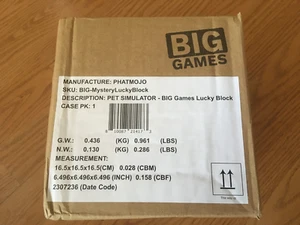 BIG
GAMES
MANUFACTURE: PHATMOJO
SKU: BIG-MysteryLuckyBlock
DESCRIPTION: PET SIMULATOR - BIG Games Lucky Block
CASE PK: 1
G.W.: 0.436 (KG) 0.961 (LBS)
N.W.: 0.130 (KG) 0.286 (LBS)
MEASUREMENT:
16.5x16.5x16.5(CM) 0.028 (CBM)
6.496x6.496x6.496 (INCH) 0.158 (CBF)
2307236 (Date Code)